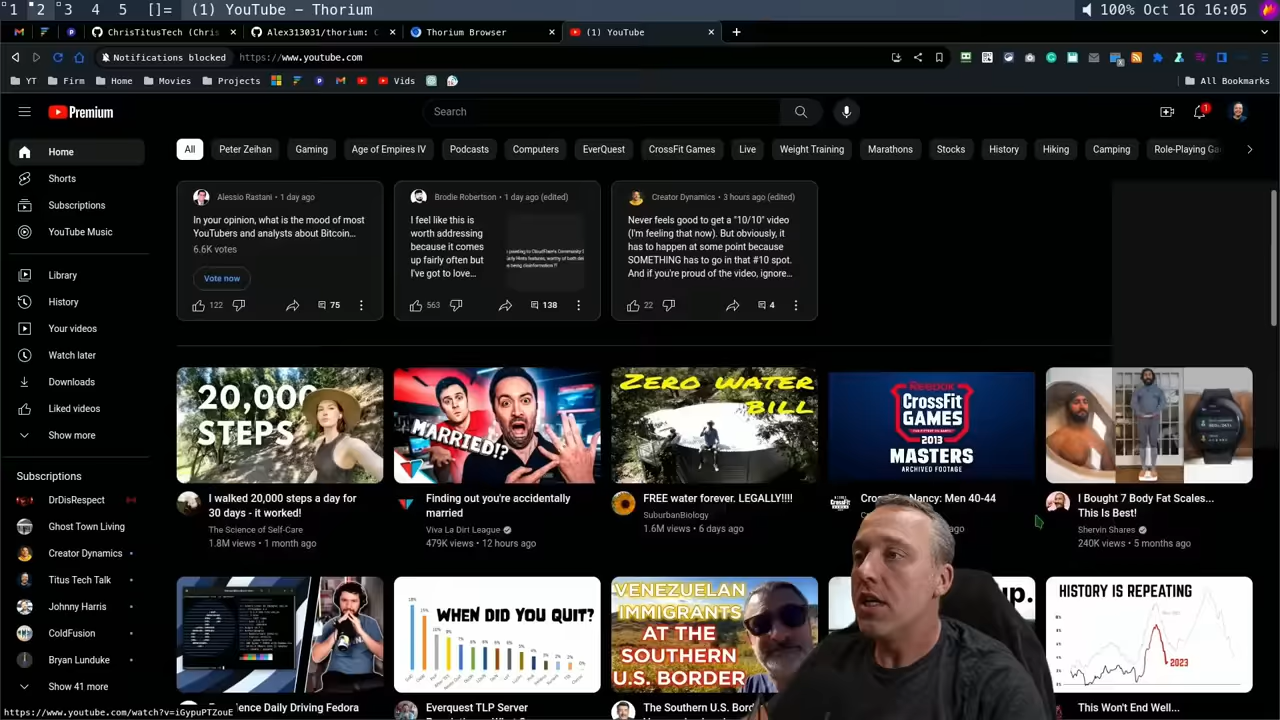 1 2 3 4 5 []= (1) YouTube - Thorium 100% Oct 16 16:05
ChrisTitusTech (Chris Alex313031/thorium: C Thorium Browser (1) YouTube
Notifications blocked https://www.youtube.com
YT Firm Home Movies Projects Vids All Bookmarks
Premium Search 1
Home
Shorts
Subscriptions
YouTube Music
Library
History
Your videos
Watch later
Downloads
Liked videos
Show more
Subscriptions
DrDisRespect
Ghost Town Living
Creator Dynamics
Titus Tech Talk
Johnny Harris
ColdFusion
Bryan Lunduke
Show 41 more
All Peter Zeihan Gaming Age of Empires IV Podcasts Computers EverQuest CrossFit Games Live Weight Training Marathons Stocks History Hiking Camping Role-Playing Ga
Alessio Rastani • 1 day ago
In your opinion, what is the mood of most
YouTubers and analysts about Bitcoin...
6.6K votes
Vote now
122 75
Brodie Robertson • 1 day ago (edited)
I feel like this is
worth addressing
because it comes
up fairly often but
I've got to love...
563 138
Creator Dynamics • 3 hours ago (edited)
Never feels good to get a "10/10" video
(I'm feeling that now). But obviously, it
has to happen at some point because
SOMETHING has to go in that #10 spot.
And if you're proud of the video, ignore...
22 4
20,000
STEPS
I walked 20,000 steps a day for
30 days - it worked!
The Science of Self-Care
1.8M views • 1 month ago
MARRIED!?
Finding out you're accidentally
married
Viva La Dirt League
479K views • 12 hours ago
ZERO WATER
BILL
FREE water forever. LEGALLY!!!!
SuburbanBiology
1.6M views • 6 days ago
REEBOK
CrossFit
GAMES
2013
MASTERS
ARCHIVED FOOTAGE
Nancy: Men 40-44
ago
I Bought 7 Body Fat Scales...
This Is Best!
Shervin Shares
240K views • 5 months ago
Daily Driving Fedora
WHEN DID YOU QUIT?
Everquest TLP Server
VENEZUELAN
IMMIGRANTS
AT THE
SOUTHERN
U.S. BORDER
The Southern U.S. Bord
up.
HISTORY IS REPEATING
2023
This Won't End Well...
https://www.youtube.com/watch?v=iGypuPTZouE